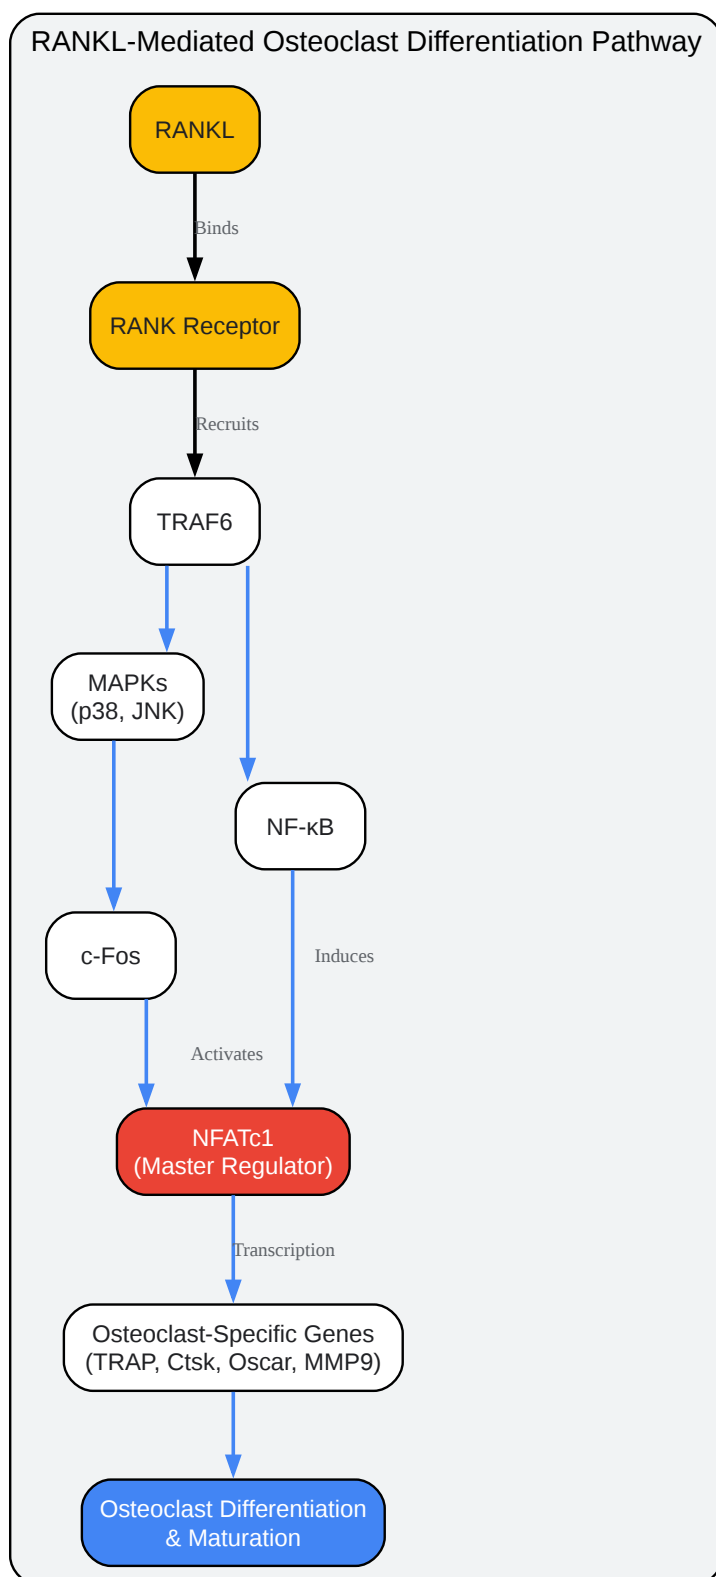 RANKL-Mediated Osteoclast Differentiation Pathway
RANKL
Binds
RANK Receptor
Recruits
TRAF6
MAPKs
(p38, JNK)
NF-κB
c-Fos
Induces
Activates
NFATc1
(Master Regulator)
Transcription
Osteoclast-Specific Genes
(TRAP, Ctsk, Oscar, MMP9)
Osteoclast Differentiation
& Maturation